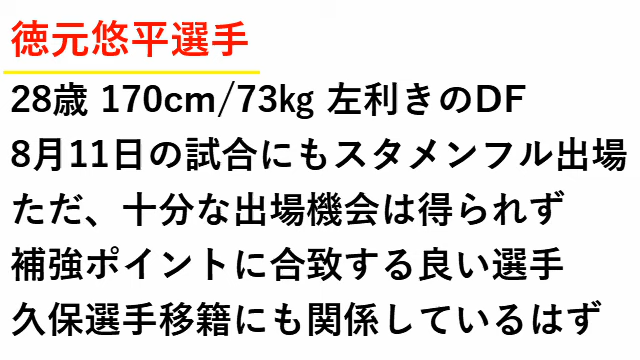 徳元悠平選手
28歳 170cm/73㎏ 左利きのDF
8月11日の試合にもスタメンフル出場
ただ、十分な出場機会は得られず
補強ポイントに合致する良い選手
久保選手移籍にも関係しているはず